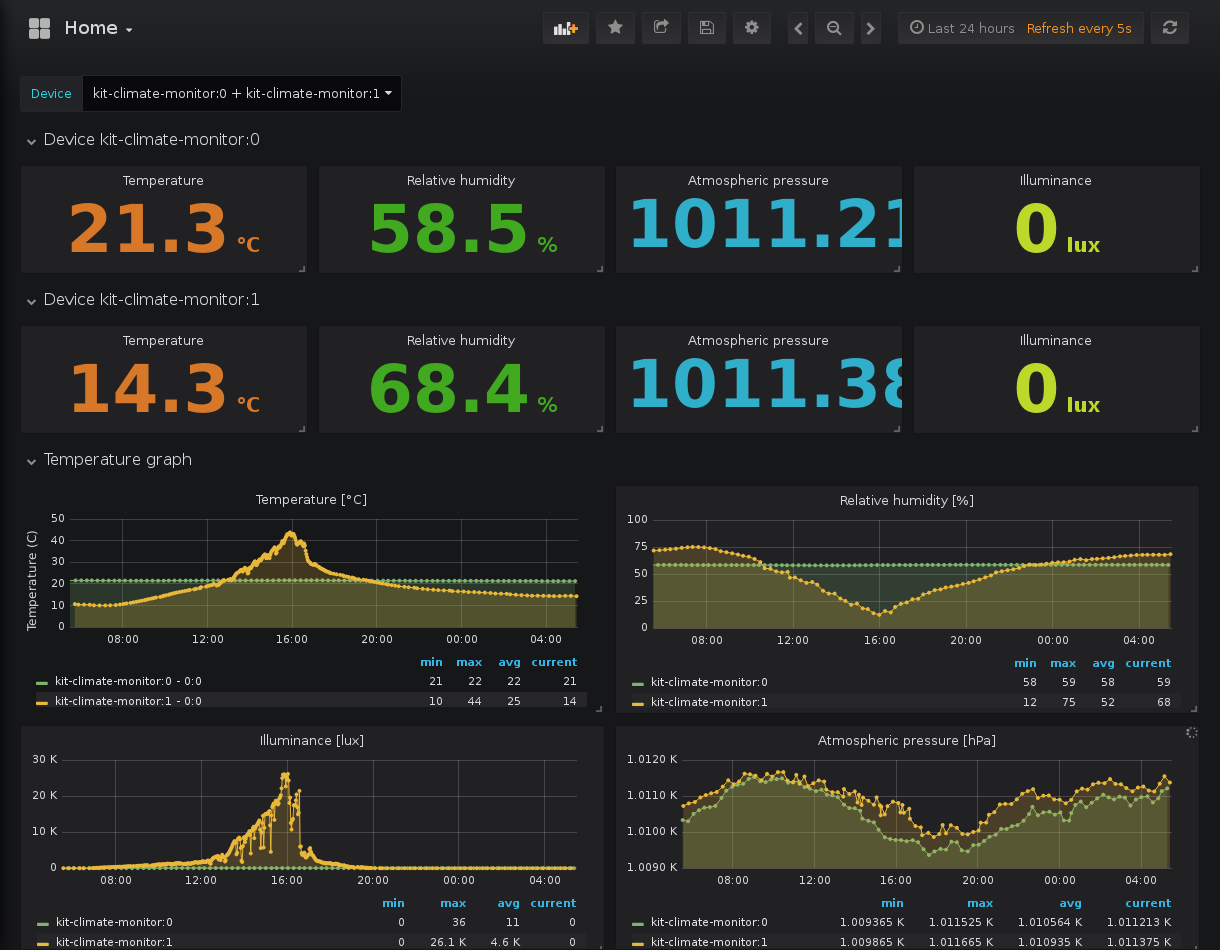 Home
Last 24 hours Refresh every 5s
Device kit-climate-monitor:0 + kit-climate-monitor:1
Device kit-climate-monitor:0
Temperature Relative humidity Atmospheric pressure Illuminance
21.3 °C 58.5 % 1011.21 0 lux
Device kit-climate-monitor:1
Temperature Relative humidity Atmospheric pressure Illuminance
14.3 °C 68.4 % 1011.38 0 lux
Temperature graph
Temperature [°C]
Temperature (C)
50
40
30
20
10
0
08:00 12:00 16:00 20:00 00:00 04:00
min max avg current
kit-climate-monitor:0 - 0:0 21 22 22 21
kit-climate-monitor:1 - 0:0 10 44 25 14
Relative humidity [%]
100
75
50
25
0
08:00 12:00 16:00 20:00 00:00 04:00
min max avg current
kit-climate-monitor:0 58 59 58 59
kit-climate-monitor:1 12 75 52 68
Illuminance [lux]
30 K
20 K
10 K
0
08:00 12:00 16:00 20:00 00:00 04:00
min max avg current
kit-climate-monitor:0 0 36 11 0
kit-climate-monitor:1 0 26.1 K 4.6 K 0
Atmospheric pressure [hPa]
1.0120 K
1.0110 K
1.0100 K
1.0090 K
08:00 12:00 16:00 20:00 00:00 04:00
min max avg current
kit-climate-monitor:0 1.009365 K 1.011525 K 1.010564 K 1.011213 K
kit-climate-monitor:1 1.009865 K 1.011665 K 1.010935 K 1.011375 K